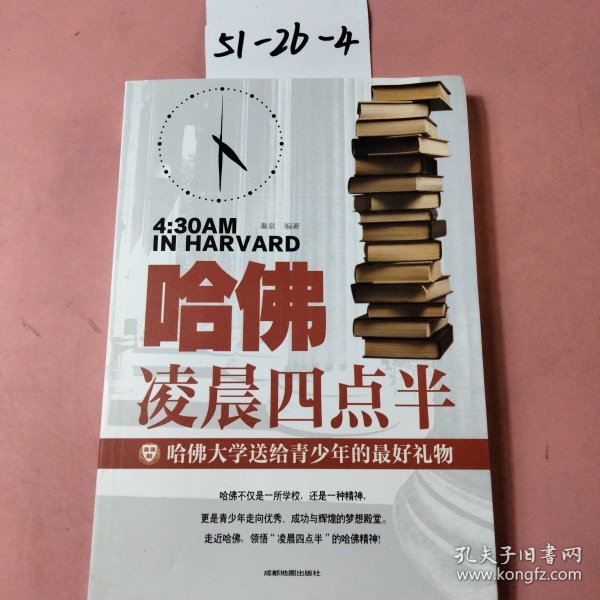 51-26-4
4:30AM
IN HARVARD
秦泉 编著
哈佛
凌晨四点半
哈佛大学送给青少年的最好礼物
哈佛不仅是一所学校，还是一种精神，
更是青少年走向优秀、成功与辉煌的梦想殿堂。
走近哈佛，领悟“凌晨四点半”的哈佛精神！
成都地图出版社
孔夫子旧书网
www.kongfz.com